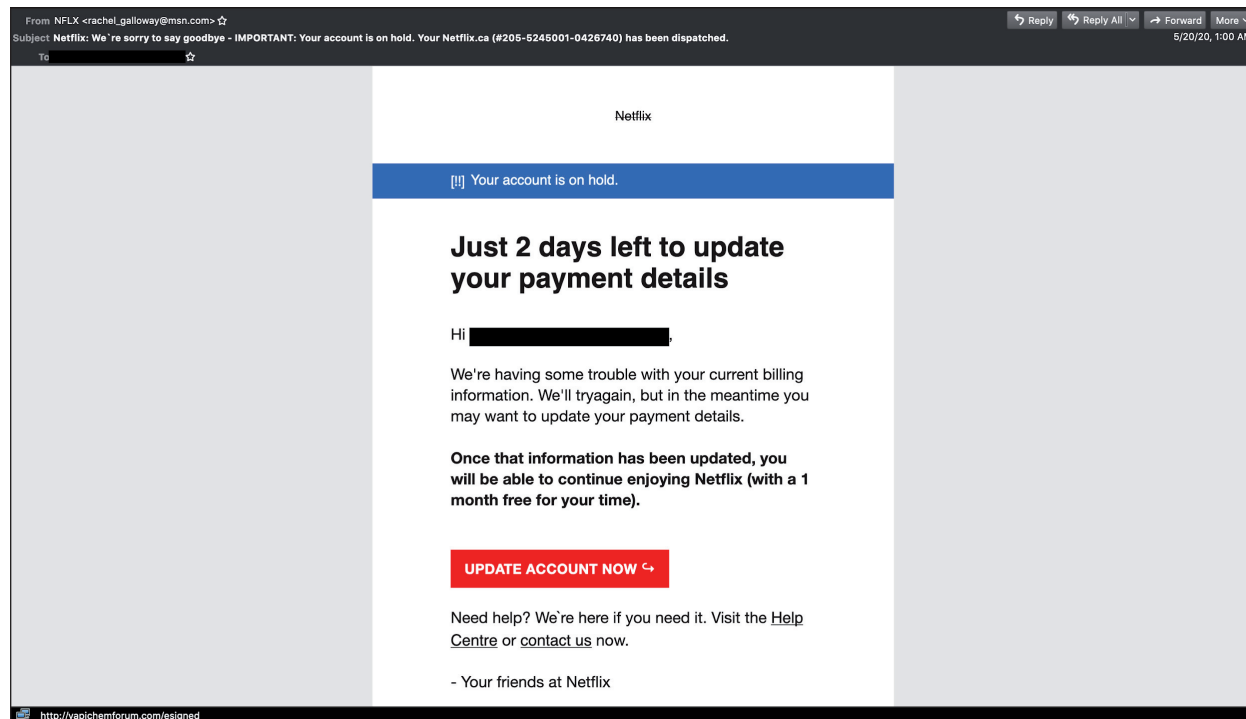 From NFLX <rachel_galloway@msn.com>
Reply Reply All Forward More
Subject Netflix: We`re sorry to say goodbye - IMPORTANT: Your account is on hold. Your Netflix.ca (#205-5245001-0426740) has been dispatched.
5/20/20, 1:00 AM
To
Netflix
[!!] Your account is on hold.
Just 2 days left to update
your payment details
Hi ,
We're having some trouble with your current billing
information. We'll tryagain, but in the meantime you
may want to update your payment details.
Once that information has been updated, you
will be able to continue enjoying Netflix (with a 1
month free for your time).
UPDATE ACCOUNT NOW
Need help? We`re here if you need it. Visit the Help
Centre or contact us now.
- Your friends at Netflix
http://yapichemforum.com/esigned